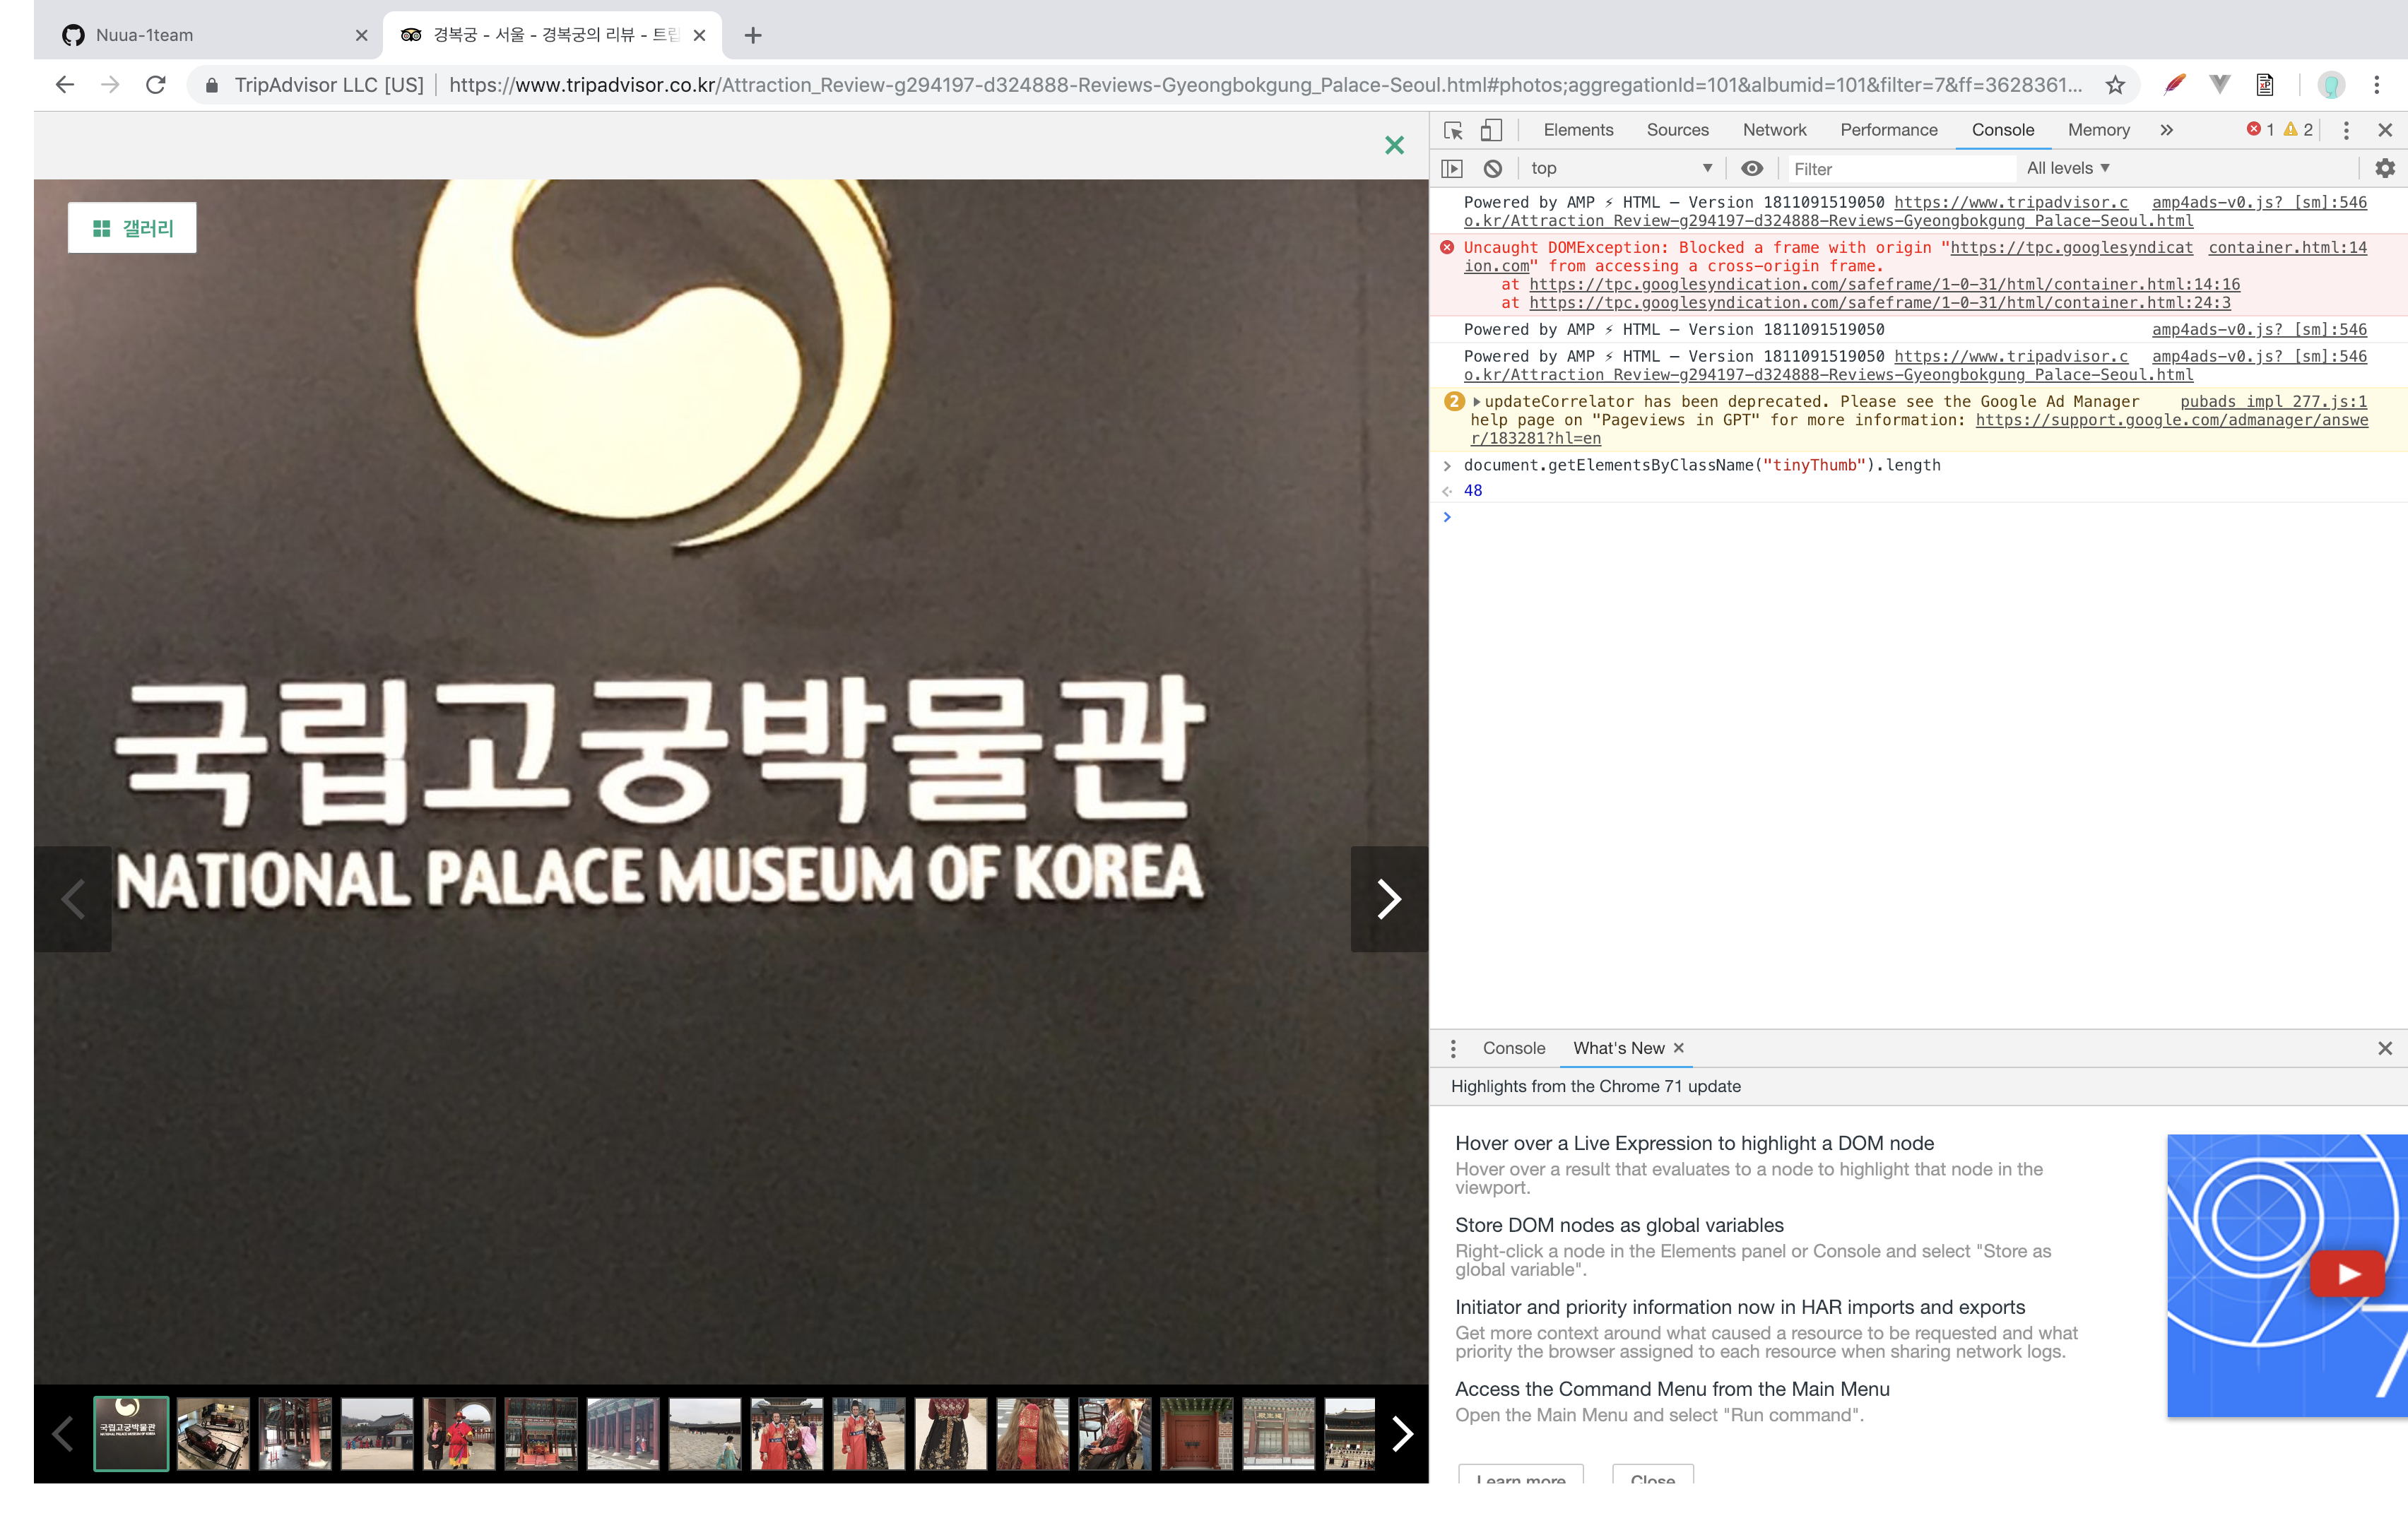 Nuua-1team
경복궁 - 서울 - 경복궁의 리뷰 - 트립
TripAdvisor LLC [US] https://www.tripadvisor.co.kr/Attraction_Review-g294197-d324888-Reviews-Gyeongbokgung_Palace-Seoul.html#photos;aggregationId=101&albumid=101&filter=7&ff=3628361...
갤러리
국립고궁박물관
NATIONAL PALACE MUSEUM OF KOREA
국립고궁박물관
NATIONAL PALACE MUSEUM OF KOREA
Elements Sources Network Performance Console Memory » 1 2
top Filter All levels
Powered by AMP ⚡ HTML – Version 1811091519050 https://www.tripadvisor.c amp4ads-v0.js? [sm]:546
o.kr/Attraction_Review-g294197-d324888-Reviews-Gyeongbokgung_Palace-Seoul.html
Uncaught DOMException: Blocked a frame with origin "https://tpc.googlesyndicat container.html:14
ion.com" from accessing a cross-origin frame.
at https://tpc.googlesyndication.com/safeframe/1-0-31/html/container.html:14:16
at https://tpc.googlesyndication.com/safeframe/1-0-31/html/container.html:24:3
Powered by AMP ⚡ HTML – Version 1811091519050 amp4ads-v0.js? [sm]:546
Powered by AMP ⚡ HTML – Version 1811091519050 https://www.tripadvisor.c amp4ads-v0.js? [sm]:546
o.kr/Attraction_Review-g294197-d324888-Reviews-Gyeongbokgung_Palace-Seoul.html
2 updateCorrelator has been deprecated. Please see the Google Ad Manager pubads_impl_277.js:1
help page on "Pageviews in GPT" for more information: https://support.google.com/admanager/answe
r/183281?hl=en
document.getElementsByClassName("tinyThumb").length
48
Console What's New
Highlights from the Chrome 71 update
Hover over a Live Expression to highlight a DOM node
Hover over a result that evaluates to a node to highlight that node in the
viewport.
Store DOM nodes as global variables
Right-click a node in the Elements panel or Console and select "Store as
global variable".
Initiator and priority information now in HAR imports and exports
Get more context around what caused a resource to be requested and what
priority the browser assigned to each resource when sharing network logs.
Access the Command Menu from the Main Menu
Open the Main Menu and select "Run command".
Learn more Close